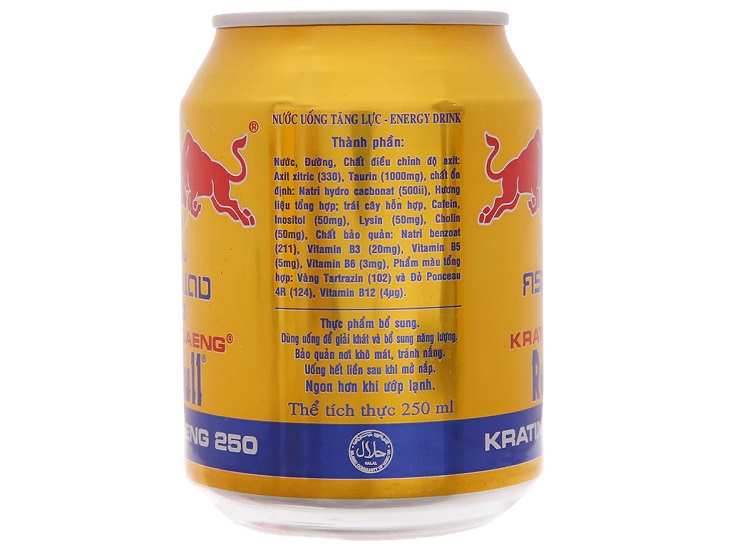 NƯỚC UỐNG TĂNG LỰC - ENERGY DRINK
Thành phần:
Nước, Đường, Chất điều chỉnh độ axit:
Axit xitric (330), Taurin (1000mg), chất ổn
định: Natri hydro cacbonat (500ii), Hương
liệu tổng hợp; trái cây hỗn hợp, Cafein,
Inositol (50mg), Lysin (50mg), Cholin
(50mg), Chất bảo quản: Natri benzoat
(211), Vitamin B3 (20mg), Vitamin B5
(5mg), Vitamin B6 (3mg), Phẩm màu tổng
hợp: Vàng Tartrazin (102) và Đỏ Ponceau
4R (124), Vitamin B12 (4µg).
Thực phẩm bổ sung.
Dùng uống để giải khát và bổ sung năng lượng.
Bảo quản nơi khô mát, tránh nắng.
Uống hết liền sau khi mở nắp.
Ngon hơn khi ướp lạnh.
Thể tích thực 250 ml
AENG®
ull®
ENG 250
حلال
HALAL
KRATI
R
KRATIN